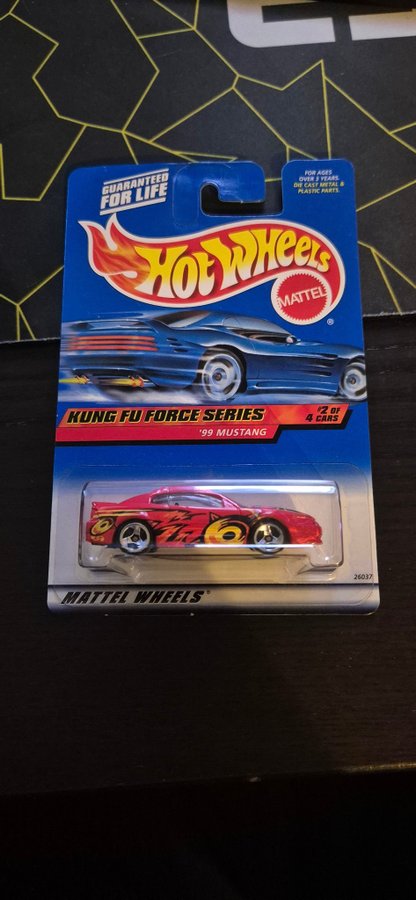 GUARANTEED
FOR LIFE
FOR AGES
OVER 3 YEARS.
DIE CAST METAL &
PLASTIC PARTS.
HOT WHEELS
MATTEL
®
KUNG FU FORCE SERIES
#2 OF
4 CARS
'99 MUSTANG
26037
MATTEL WHEELS